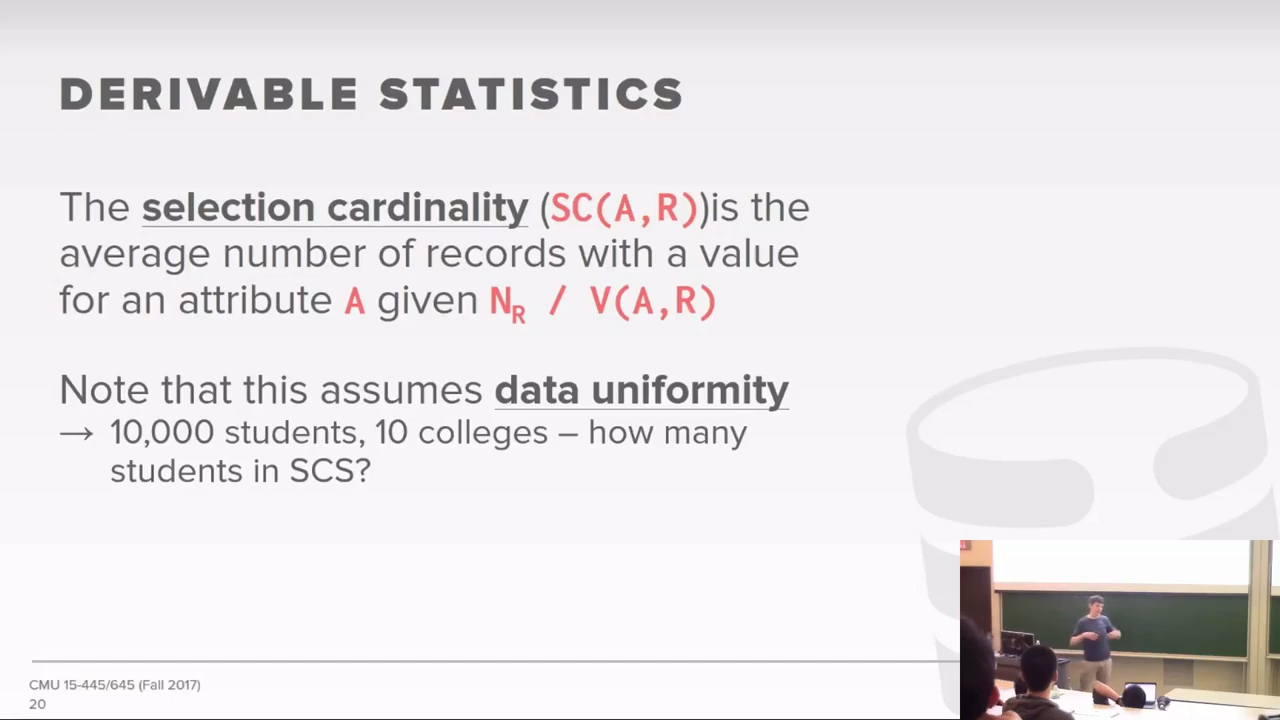 DERIVABLE STATISTICS
The selection cardinality (SC(A,R))is the
average number of records with a value
for an attribute A given NR / V(A,R)
Note that this assumes data uniformity
→ 10,000 students, 10 colleges – how many
students in SCS?
CMU 15-445/645 (Fall 2017)
20